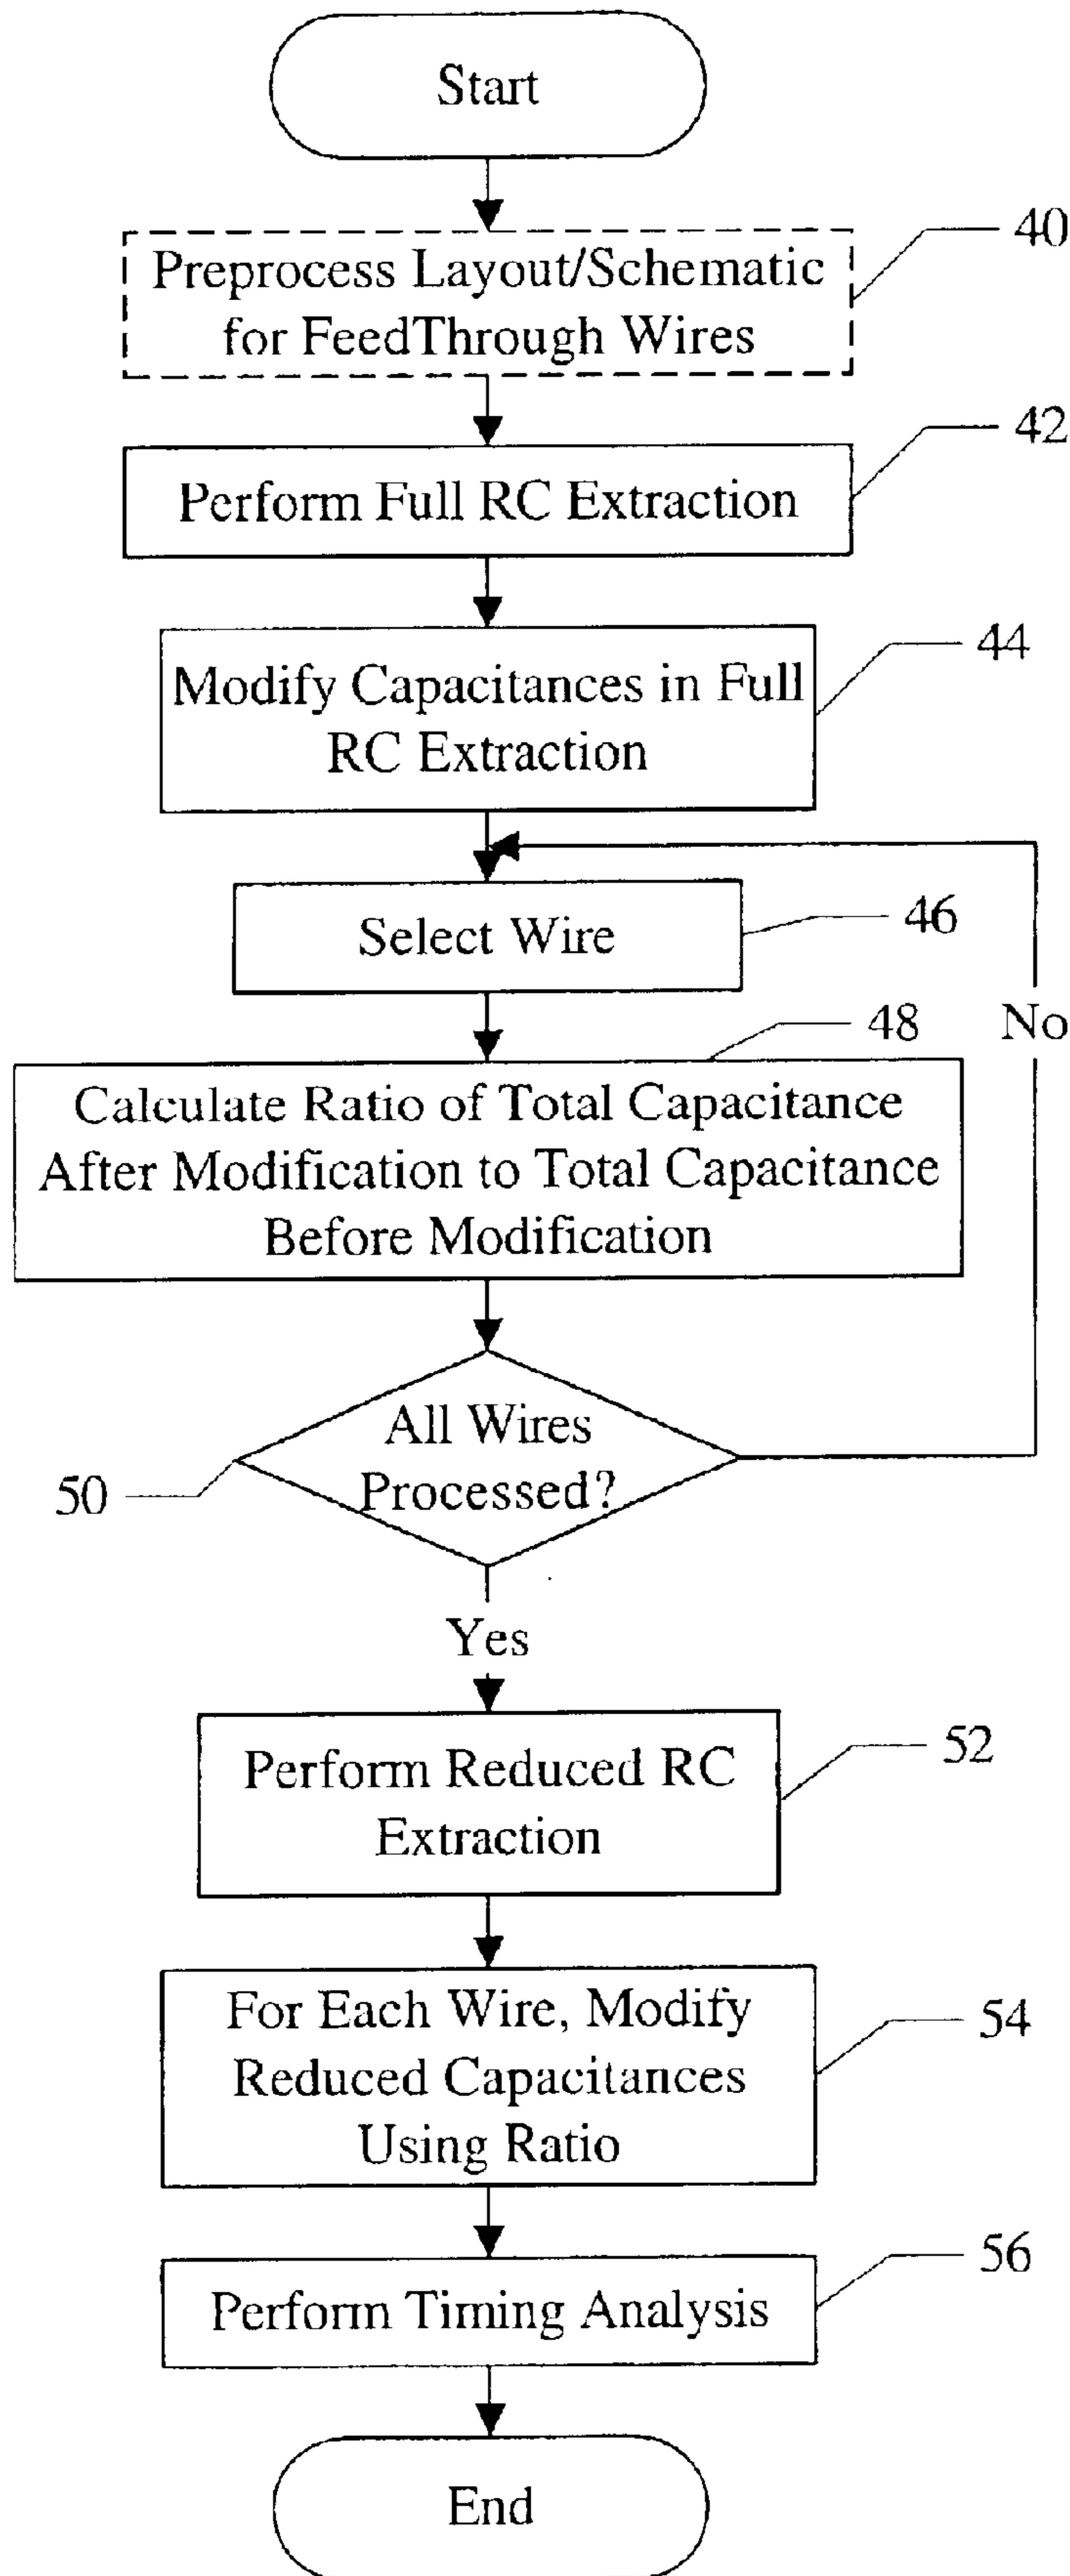 Start
40
Preprocess Layout/Schematic
for FeedThrough Wires
42
Perform Full RC Extraction
44
Modify Capacitances in Full
RC Extraction
46
Select Wire
48
No
Calculate Ratio of Total Capacitance
After Modification to Total Capacitance
Before Modification
All Wires
Processed?
50
Yes
52
Perform Reduced RC
Extraction
For Each Wire, Modify
54
Reduced Capacitances
Using Ratio
56
Perform Timing Analysis
End